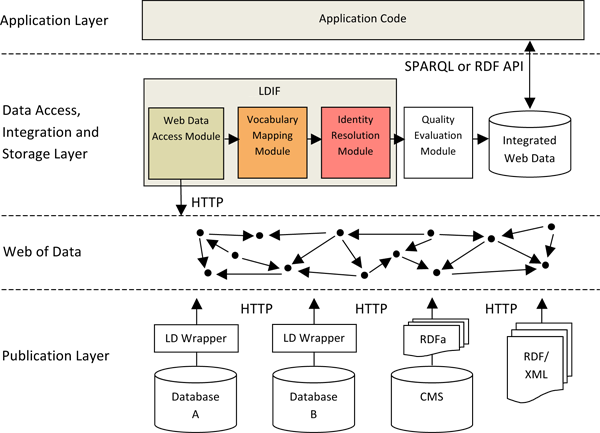 Application Layer
Application Code
SPARQL or RDF API
Data Access,
Integration and
Storage Layer
LDIF
Web Data
Access Module
Vocabulary
Mapping
Module
Identity
Resolution
Module
Quality
Evaluation
Module
Integrated
Web Data
HTTP
Web of Data
HTTP
HTTP
HTTP
Publication Layer
LD Wrapper
LD Wrapper
RDFa
RDF/
XML
Database
A
Database
B
CMS